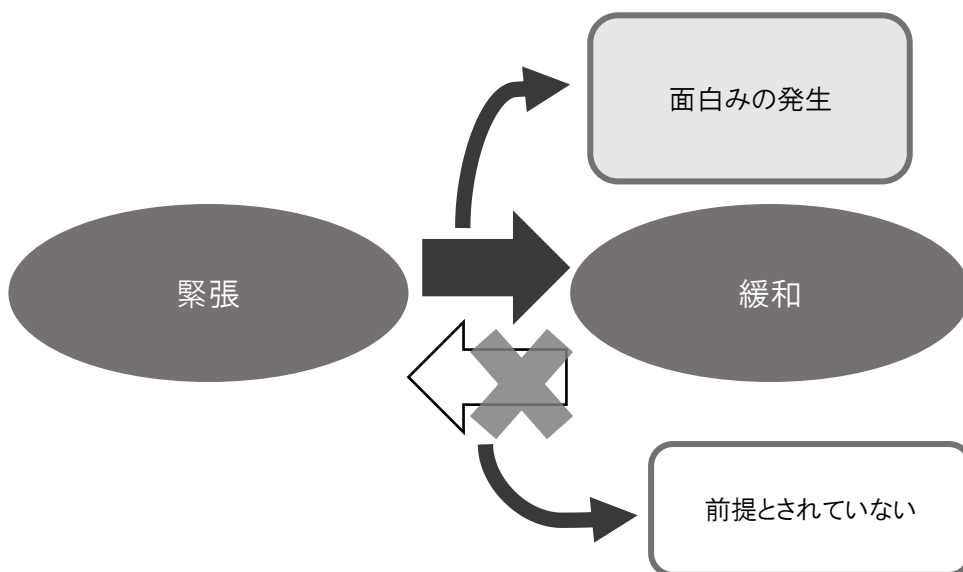 面白みの発生
緊張
緩和
前提とされていない